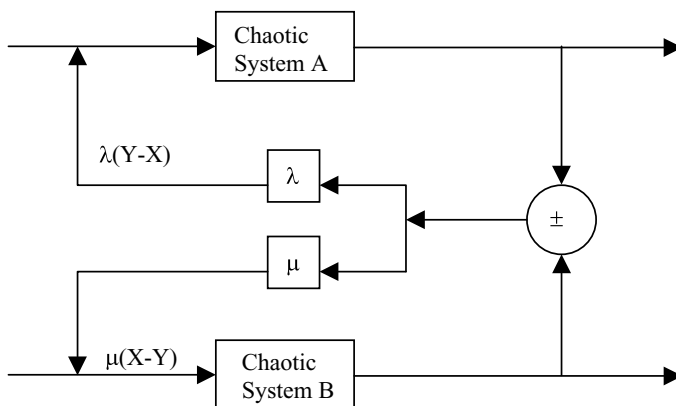 Chaotic
System A
λ(Y-X)
λ
±
μ
μ(X-Y)
Chaotic
System B